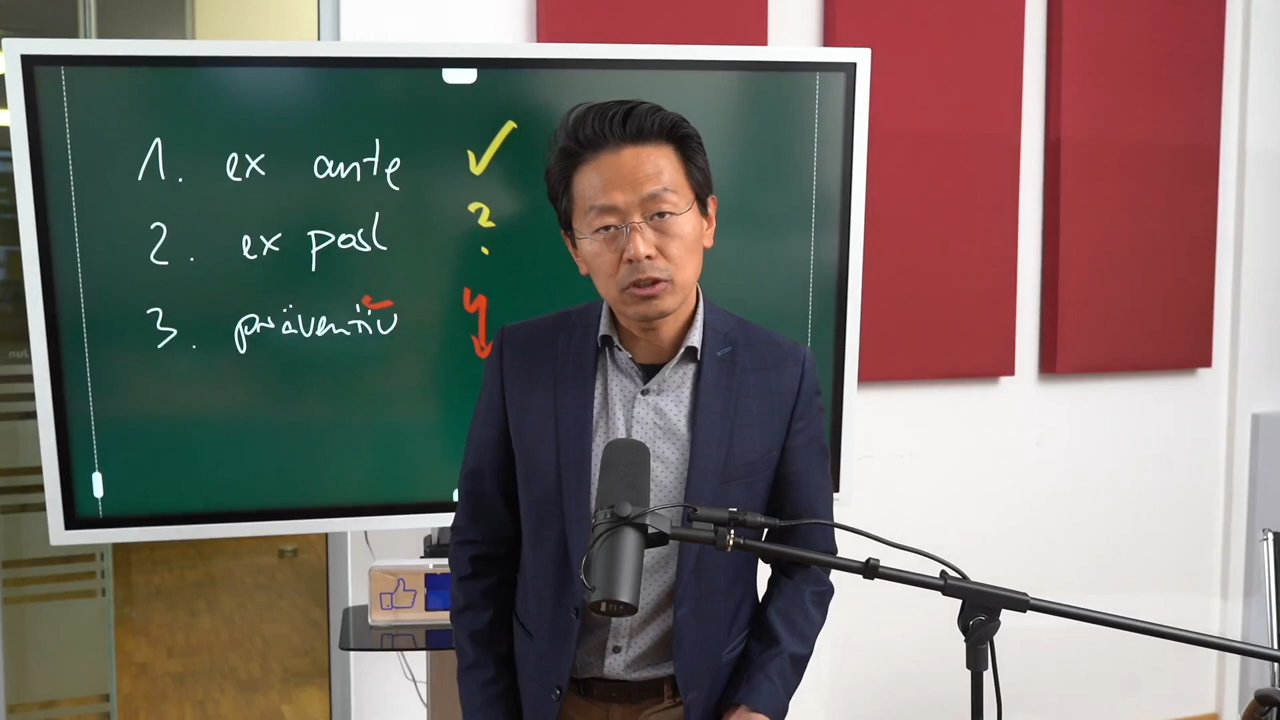 1. ex ante ✓
2. ex post ?
3. präventiv